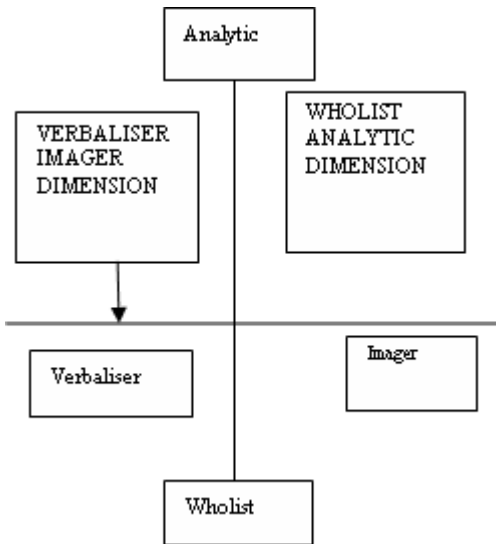 Analytic
VERBALISER
IMAGER
DIMENSION
WHOLIST
ANALYTIC
DIMENSION
Verbaliser
Imager
Wholist